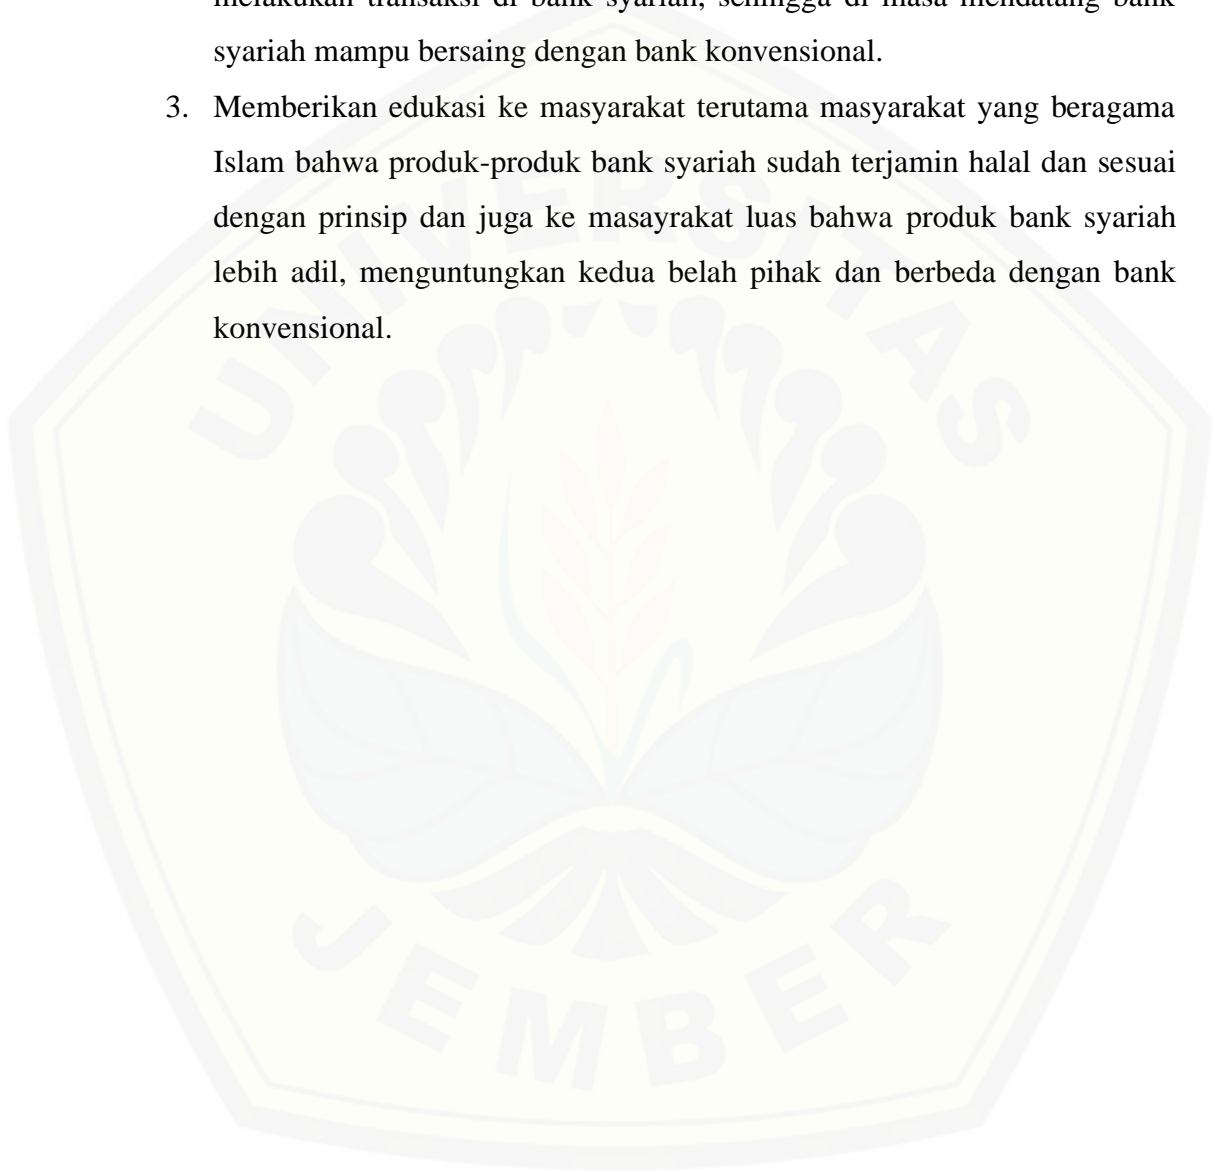 melakukan transaksi di bank syariah, sehingga di masa mendatang bank
syariah mampu bersaing dengan bank konvensional.
3. Memberikan edukasi ke masyarakat terutama masyarakat yang beragama
Islam bahwa produk-produk bank syariah sudah terjamin halal dan sesuai
dengan prinsip dan juga ke masayrakat luas bahwa produk bank syariah
lebih adil, menguntungkan kedua belah pihak dan berbeda dengan bank
konvensional.
UNIVERSITAS
JEMBER